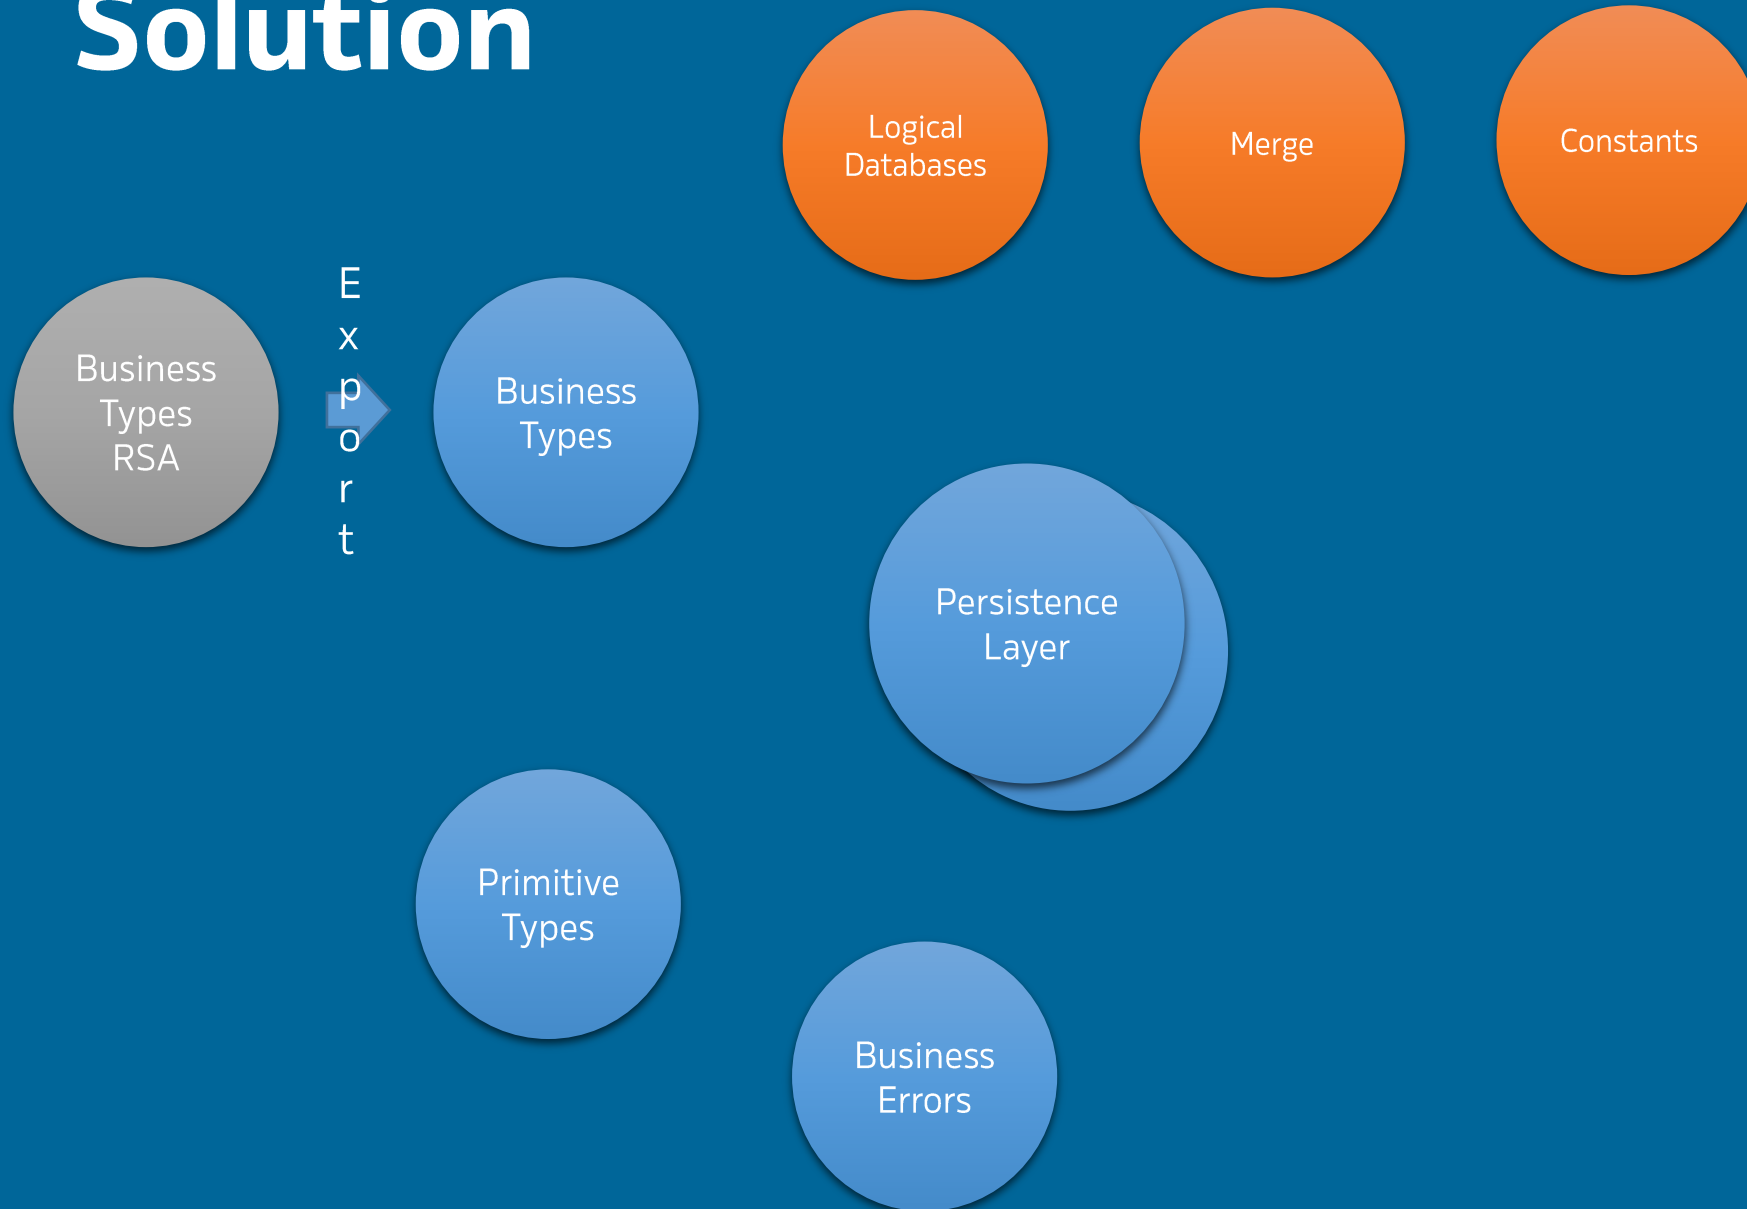 Solution
Logical
Databases
Merge
Constants
Business
Types
RSA
E
x
p
o
r
t
Business
Types
Persistence
Layer
Primitive
Types
Business
Errors